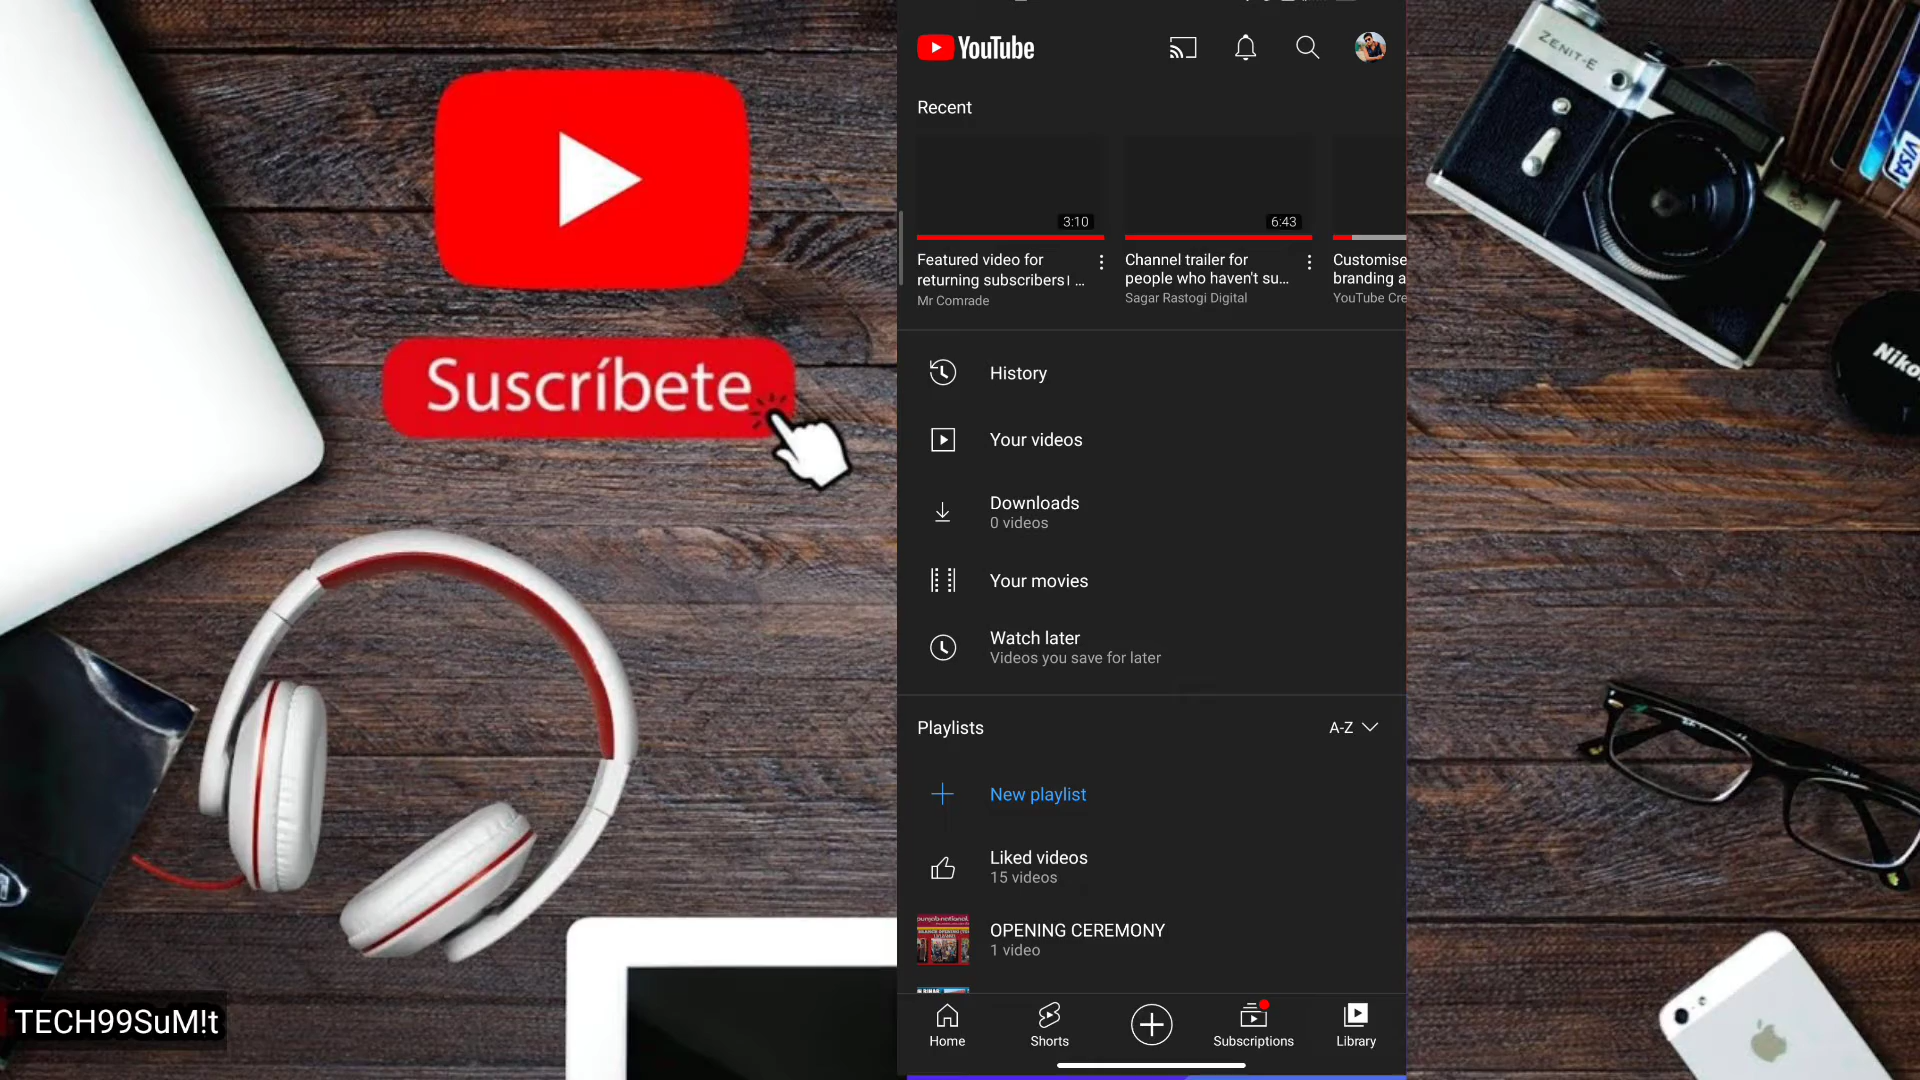 YouTube
Recent
3:10
6:43
Featured video for
returning subscribers। ...
Mr Comrade
Channel trailer for
people who haven't su...
Sagar Rastogi Digital
Customise
branding a
YouTube Cre
History
Your videos
Downloads
0 videos
Your movies
Watch later
Videos you save for later
Playlists
A-Z
New playlist
Liked videos
15 videos
OPENING CEREMONY
1 video
Home
Shorts
Subscriptions
Library
Suscríbete
TECH99SuM!t
ZENIT-E
VISA
Niko